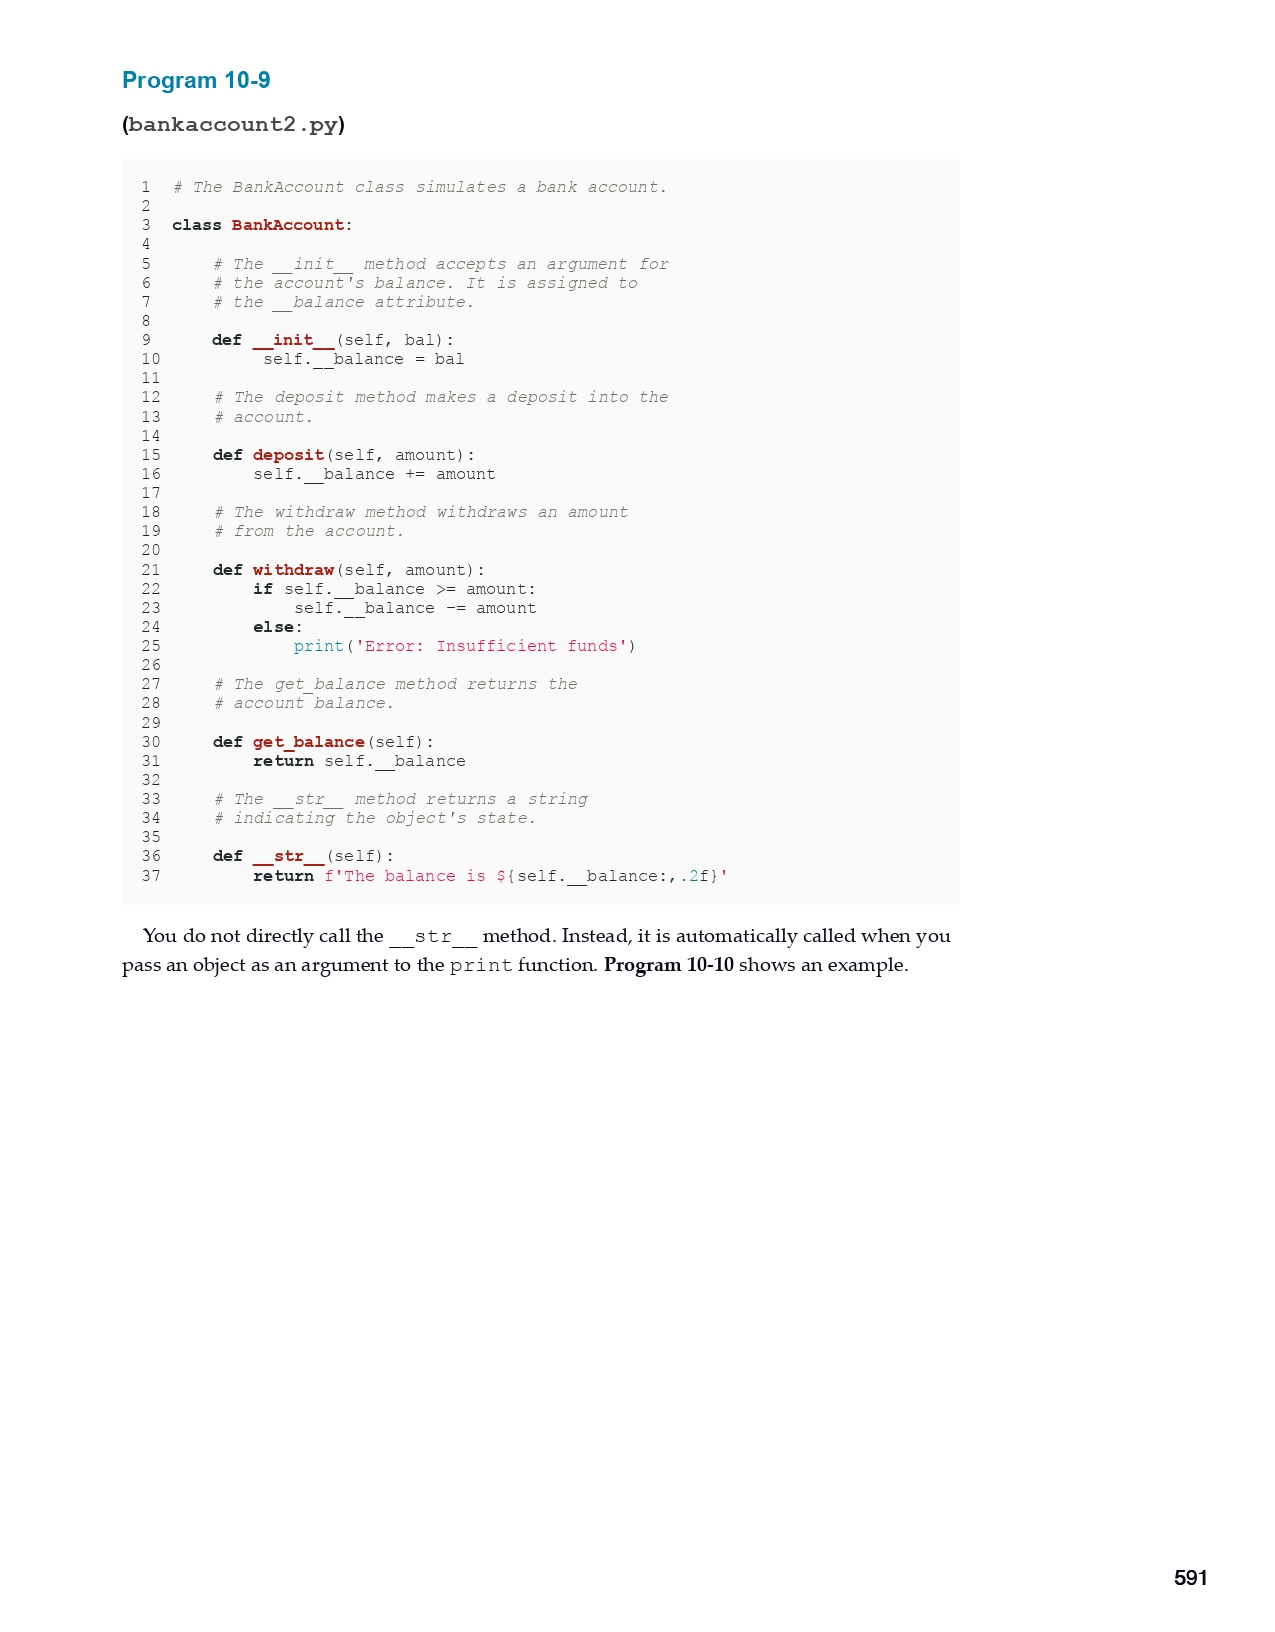 Program 10-9
(bankaccount2.py)
1 # The BankAccount class simulates a bank account.
2
3 class BankAccount:
4
5     # The __init__ method accepts an argument for
6     # the account's balance. It is assigned to
7     # the __balance attribute.
8
9     def __init__(self, bal):
10         self.__balance = bal
11
12     # The deposit method makes a deposit into the
13     # account.
14
15     def deposit(self, amount):
16         self.__balance += amount
17
18     # The withdraw method withdraws an amount
19     # from the account.
20
21     def withdraw(self, amount):
22         if self.__balance >= amount:
23             self.__balance −= amount
24         else:
25             print('Error: Insufficient funds')
26
27     # The get_balance method returns the
28     # account balance.
29
30     def get_balance(self):
31         return self.__balance
32
33     # The __str__ method returns a string
34     # indicating the object's state.
35
36     def __str__(self):
37         return f'The balance is ${self.__balance:,.2f}'
You do not directly call the __str__ method. Instead, it is automatically called when you
pass an object as an argument to the print function. Program 10-10 shows an example.
591